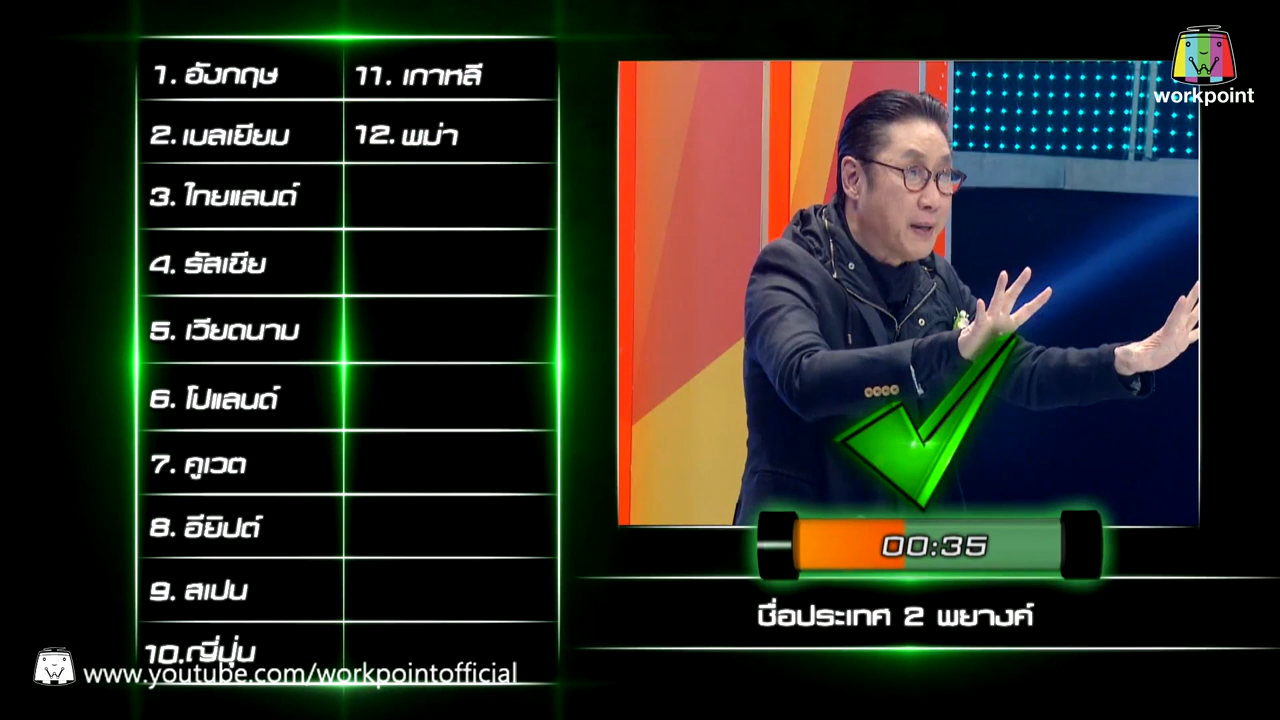 1. อังกฤษ
2. เบลเยียม
3. ไทยแลนด์
4. รัสเซีย
5. เวียดนาม
6. โปแลนด์
7. คูเวต
8. อียิปต์
9. สเปน
10. ญี่ปุ่น
11. เกาหลี
12. พม่า
workpoint
00:35
ชื่อประเทศ 2 พยางค์
www.youtube.com/workpointofficial